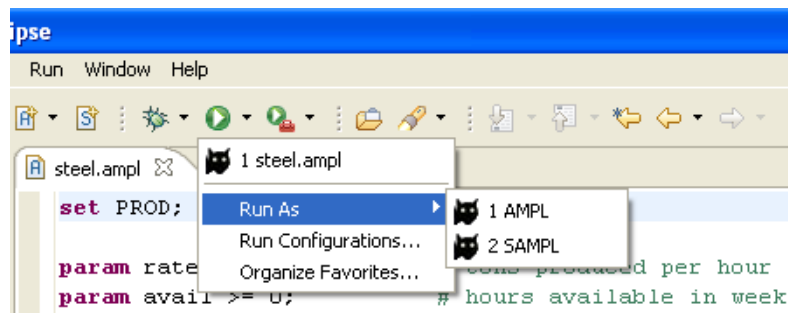 ipse
Run Window Help
steel.ampl
1 steel.ampl
set PROD;
Run As
1 AMPL
Run Configurations...
2 SAMPL
param rate
Organize Favorites...
tons produced per hour
param avail >= 0;
# hours available in week